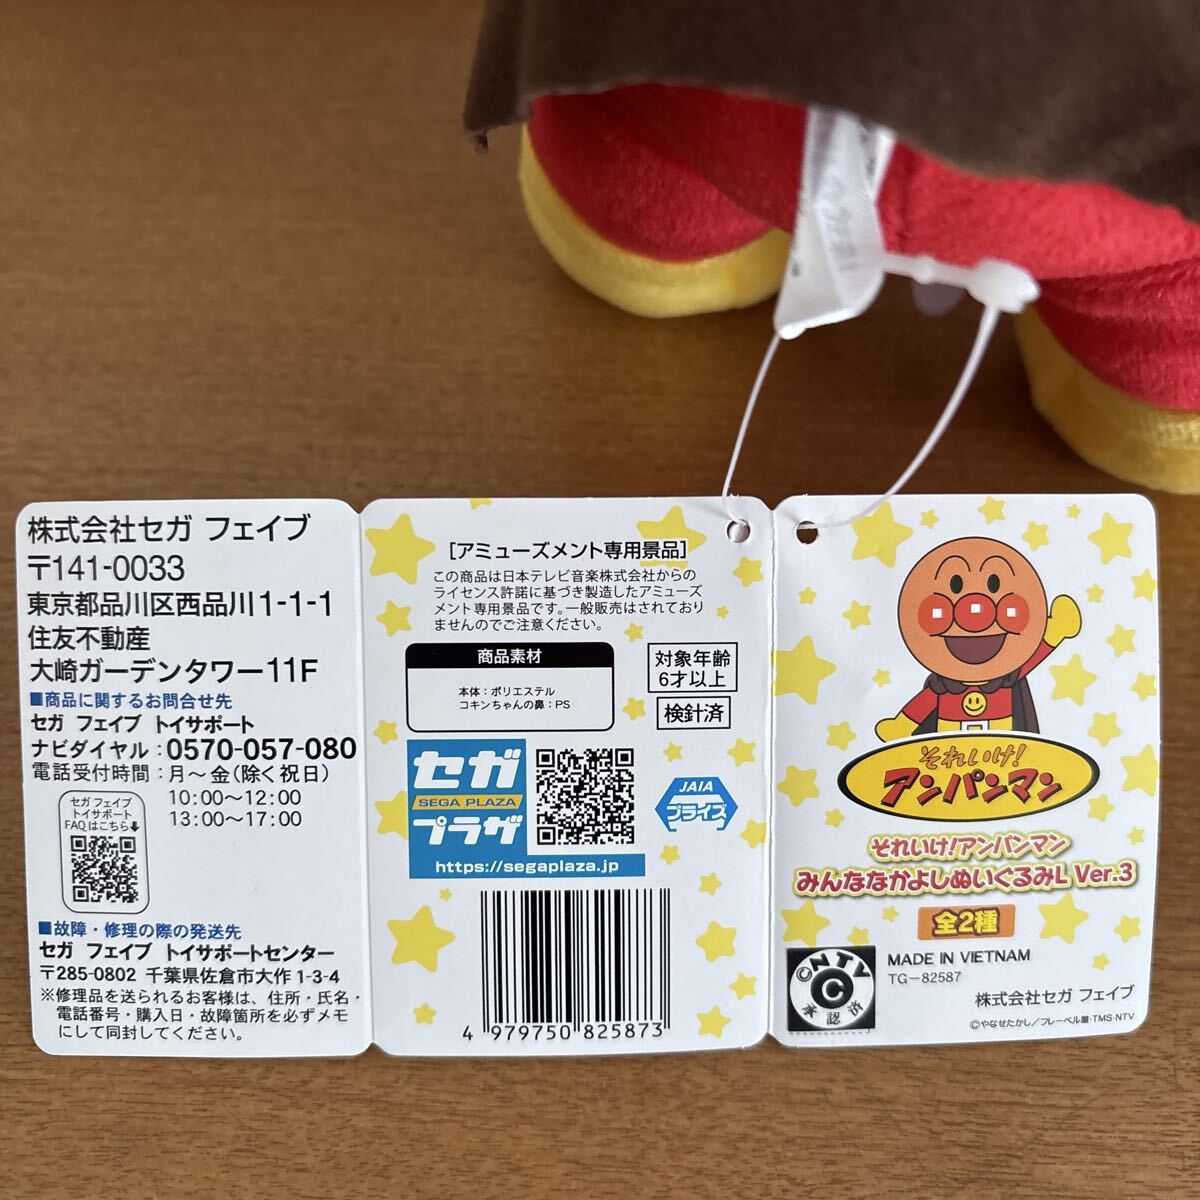 株式会社セガ フェイブ
〒141-0033
東京都品川区西品川1-1-1
住友不動産
大崎ガーデンタワー11F
■商品に関するお問合せ先
セガ フェイブ トイサポート
ナビダイヤル：0570-057-080
電話受付時間：月～金(除く祝日)
10:00～12:00
13:00～17:00
セガ フェイブ
トイサポート
FAQはこちら↓
■故障・修理の際の発送先
セガ フェイブ トイサポートセンター
〒285-0802 千葉県佐倉市大作1-3-4
※修理品を送られるお客様は、住所・氏名・
電話番号・購入日・故障箇所を必ずメモ
にして同封してください。
[アミューズメント専用景品]
この商品は日本テレビ音楽株式会社からの
ライセンス許諾に基づき製造したアミューズ
メント専用景品です。一般販売はされており
ませんのでご注意ください。
商品素材
本体：ポリエステル
コキンちゃんの鼻：PS
対象年齢
6才以上
検針済
セガ
SEGA PLAZA
プラザ
https://segaplaza.jp
JAIA
プライズ
4 979750 825873
それいけ!
アンパンマン
それいけ!アンパンマン
みんななかよしぬいぐるみL Ver.3
全2種
NTV
C
承認済
MADE IN VIETNAM
TG-82587
株式会社セガ フェイブ
©やなせたかし／フレーベル館・TMS・NTV